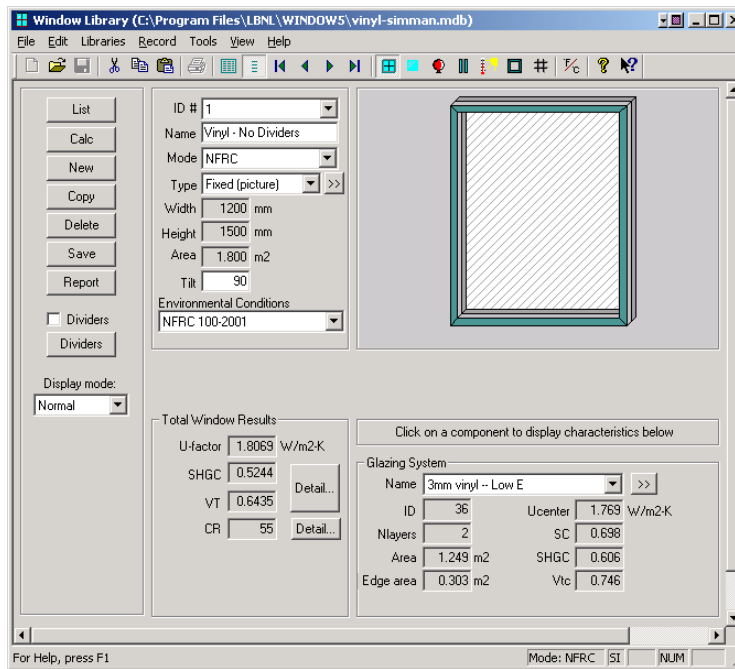 Window Library (C:\Program Files\LBNL\WINDOW5\vinyl-simman.mdb)
File Edit Libraries Record Tools View Help
List
Calc
New
Copy
Delete
Save
Report
Dividers
Dividers
Display mode:
Normal
ID # 1
Name Vinyl - No Dividers
Mode NFRC
Type Fixed (picture) >>
Width 1200 mm
Height 1500 mm
Area 1.800 m2
Tilt 90
Environmental Conditions
NFRC 100-2001
Total Window Results
U-factor 1.8069 W/m2-K
SHGC 0.5244
Detail...
VT 0.6435
CR 55 Detail...
Click on a component to display characteristics below
Glazing System
Name 3mm vinyl -- Low E >>
ID 36 Ucenter 1.769 W/m2-K
Nlayers 2 SC 0.698
Area 1.249 m2 SHGC 0.606
Edge area 0.303 m2 Vtc 0.746
For Help, press F1 Mode: NFRC SI NUM